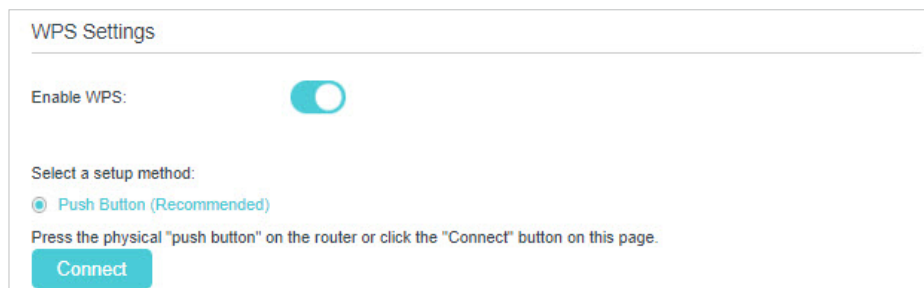 WPS Settings
Enable WPS:
Select a setup method:
Push Button (Recommended)
Press the physical "push button" on the router or click the "Connect" button on this page.
Connect